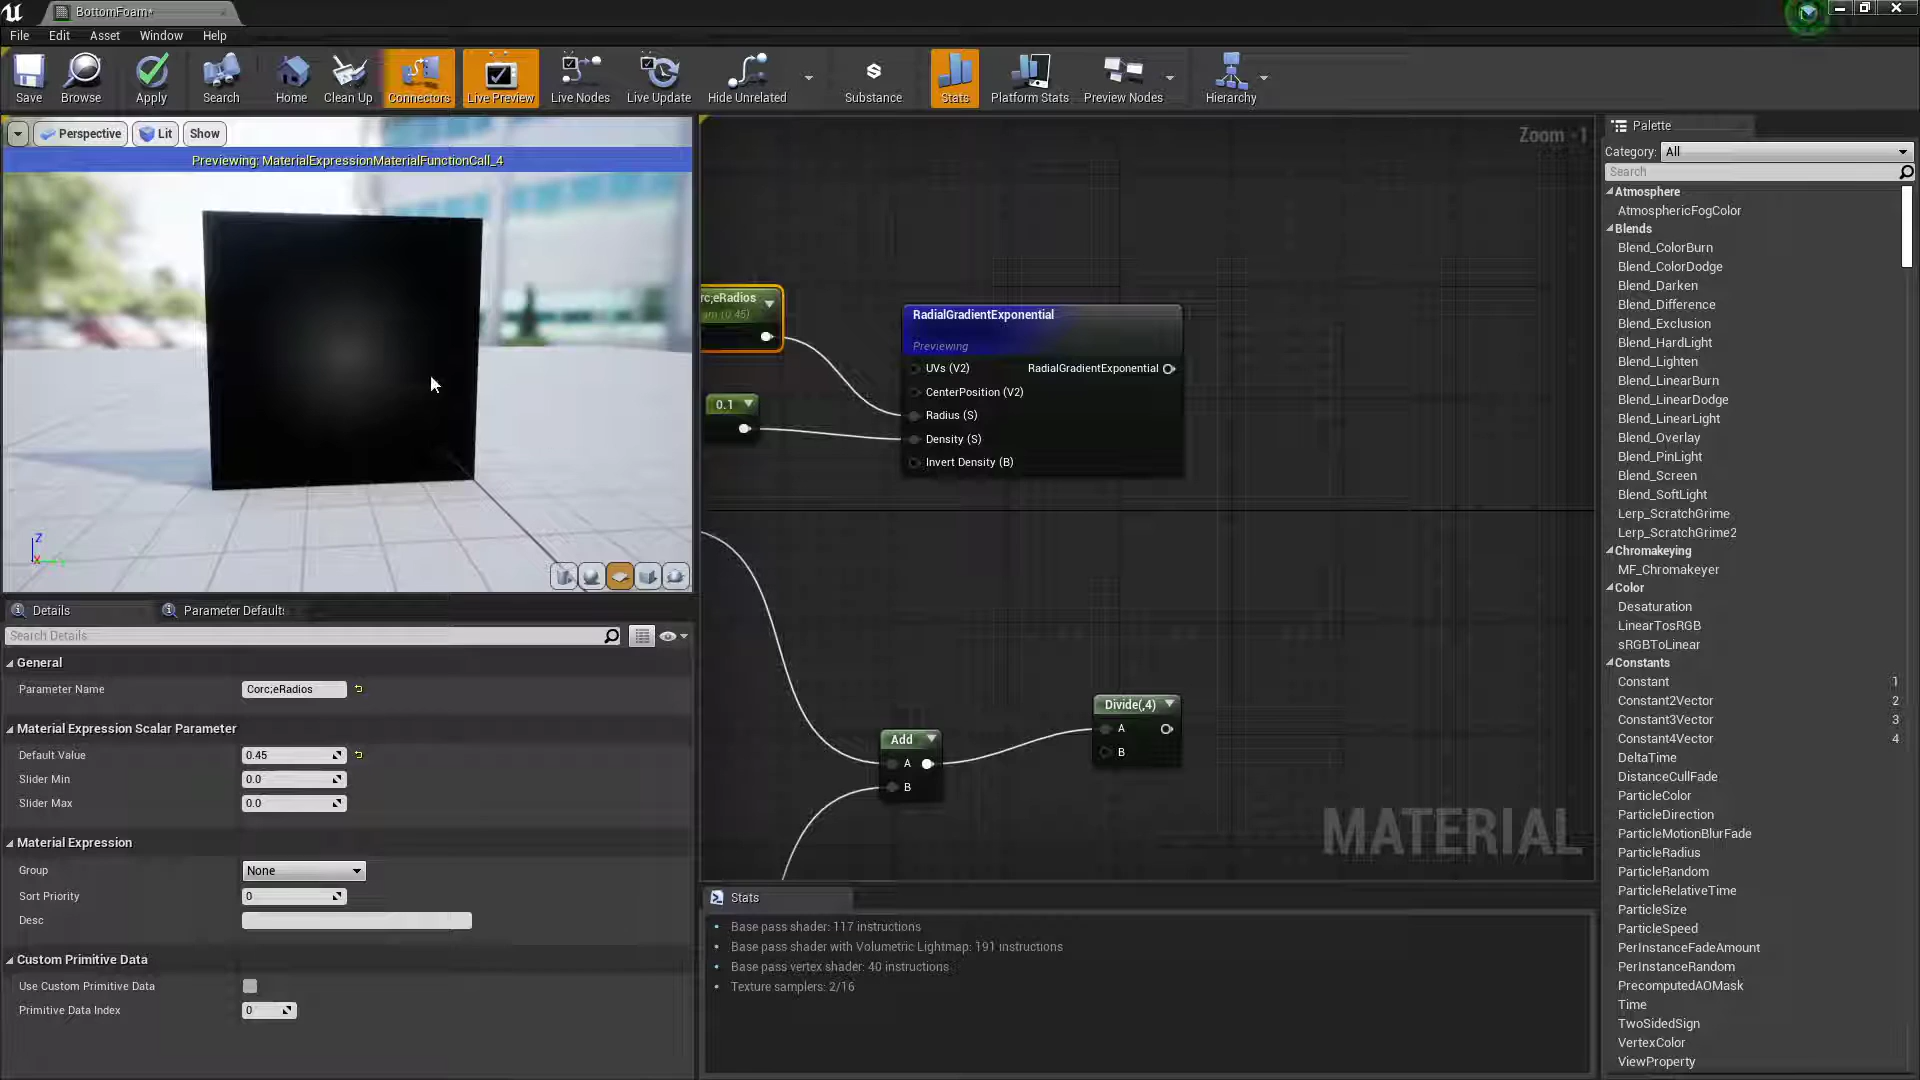 BottomFoam*
File Edit Asset Window Help
Save Browse Apply Search Home Clean Up Connectors Live Preview Live Nodes Live Update Hide Unrelated Substance Stats Platform Stats Preview Nodes Hierarchy
Perspective Lit Show
Previewing: MaterialExpressionMaterialFunctionCall_4
Z
X
Details Parameter Defaults
Search Details
General
Parameter Name Corc;eRadios
Material Expression Scalar Parameter
Default Value 0.45
Slider Min 0.0
Slider Max 0.0
Material Expression
Group None
Sort Priority 0
Desc
Custom Primitive Data
Use Custom Primitive Data
Primitive Data Index 0
Zoom -1
rc;eRadios
am (0.45)
0.1
RadialGradientExponential
Previewing
UVs (V2) RadialGradientExponential
CenterPosition (V2)
Radius (S)
Density (S)
Invert Density (B)
Add
A
B
Divide(,4)
A
B
MATERIAL
Stats
Base pass shader: 117 instructions
Base pass shader with Volumetric Lightmap: 191 instructions
Base pass vertex shader: 40 instructions
Texture samplers: 2/16
Palette
Category: All
Search
Atmosphere
AtmosphericFogColor
Blends
Blend_ColorBurn
Blend_ColorDodge
Blend_Darken
Blend_Difference
Blend_Exclusion
Blend_HardLight
Blend_Lighten
Blend_LinearBurn
Blend_LinearDodge
Blend_LinearLight
Blend_Overlay
Blend_PinLight
Blend_Screen
Blend_SoftLight
Lerp_ScratchGrime
Lerp_ScratchGrime2
Chromakeying
MF_Chromakeyer
Color
Desaturation
LinearTosRGB
sRGBToLinear
Constants
Constant 1
Constant2Vector 2
Constant3Vector 3
Constant4Vector 4
DeltaTime
DistanceCullFade
ParticleColor
ParticleDirection
ParticleMotionBlurFade
ParticleRadius
ParticleRandom
ParticleRelativeTime
ParticleSize
ParticleSpeed
PerInstanceFadeAmount
PerInstanceRandom
PrecomputedAOMask
Time
TwoSidedSign
VertexColor
ViewProperty